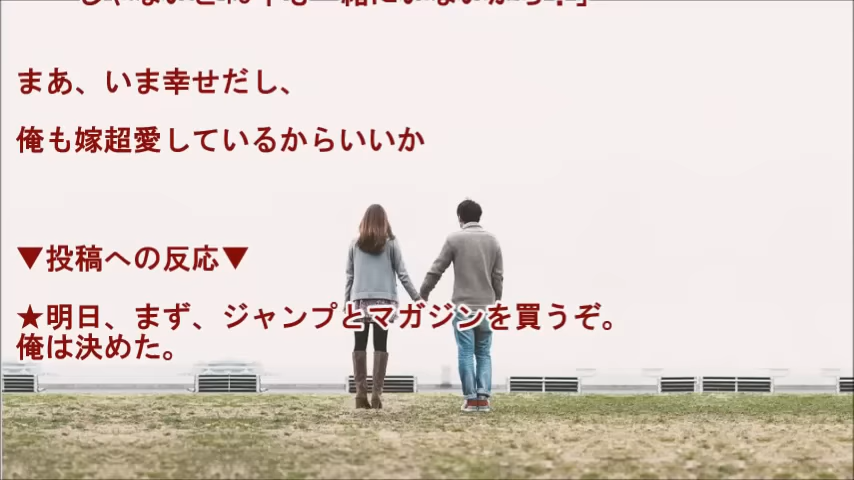 まあ、いま幸せだし、
俺も嫁超愛しているからいいか
▼投稿への反応▼
★明日、まず、ジャンプとマガジンを買うぞ。
俺は決めた。